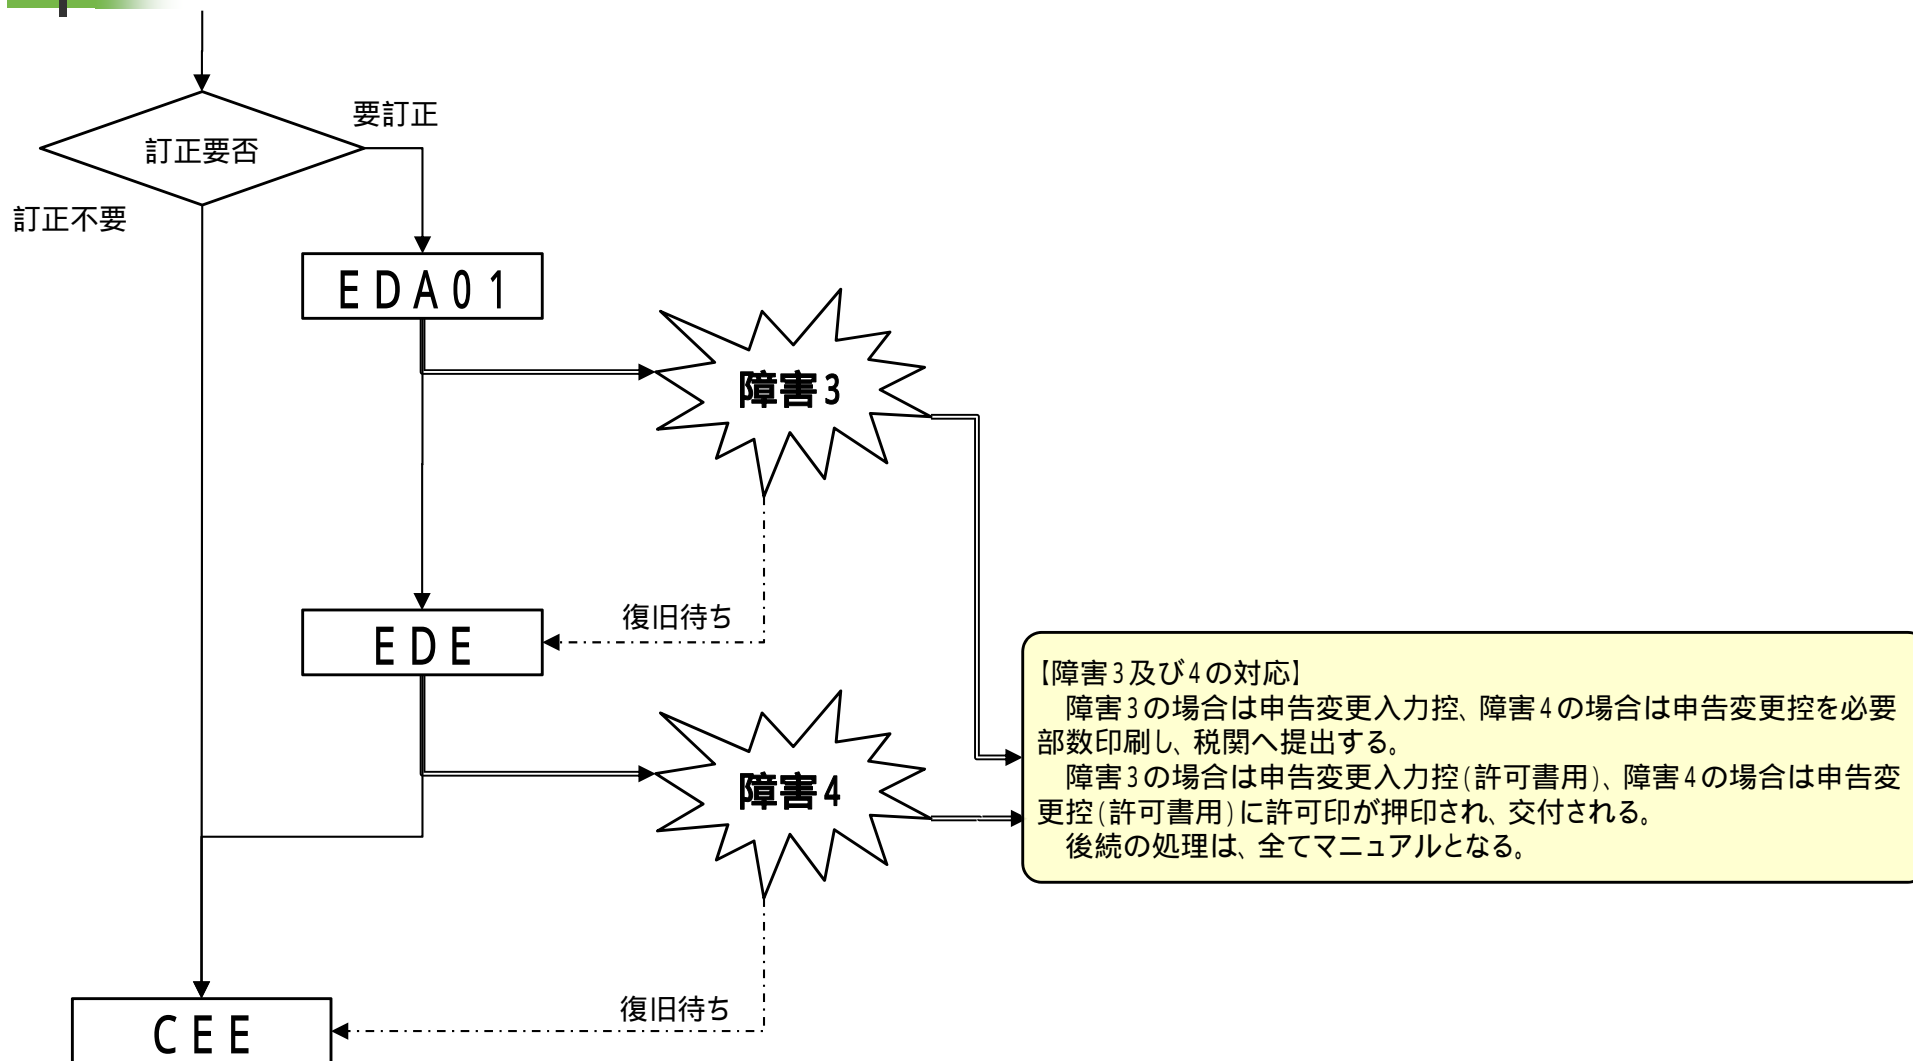 要訂正
訂正要否
訂正不要
ＥＤＡ０１
障害3
復旧待ち
ＥＤＥ
【障害3及び4の対応】
　障害3の場合は申告変更入力控、障害4の場合は申告変更控を必要
部数印刷し、税関へ提出する。
　障害3の場合は申告変更入力控(許可書用)、障害4の場合は申告変
更控(許可書用)に許可印が押印され、交付される。
　後続の処理は、全てマニュアルとなる。
障害4
復旧待ち
ＣＥＥ